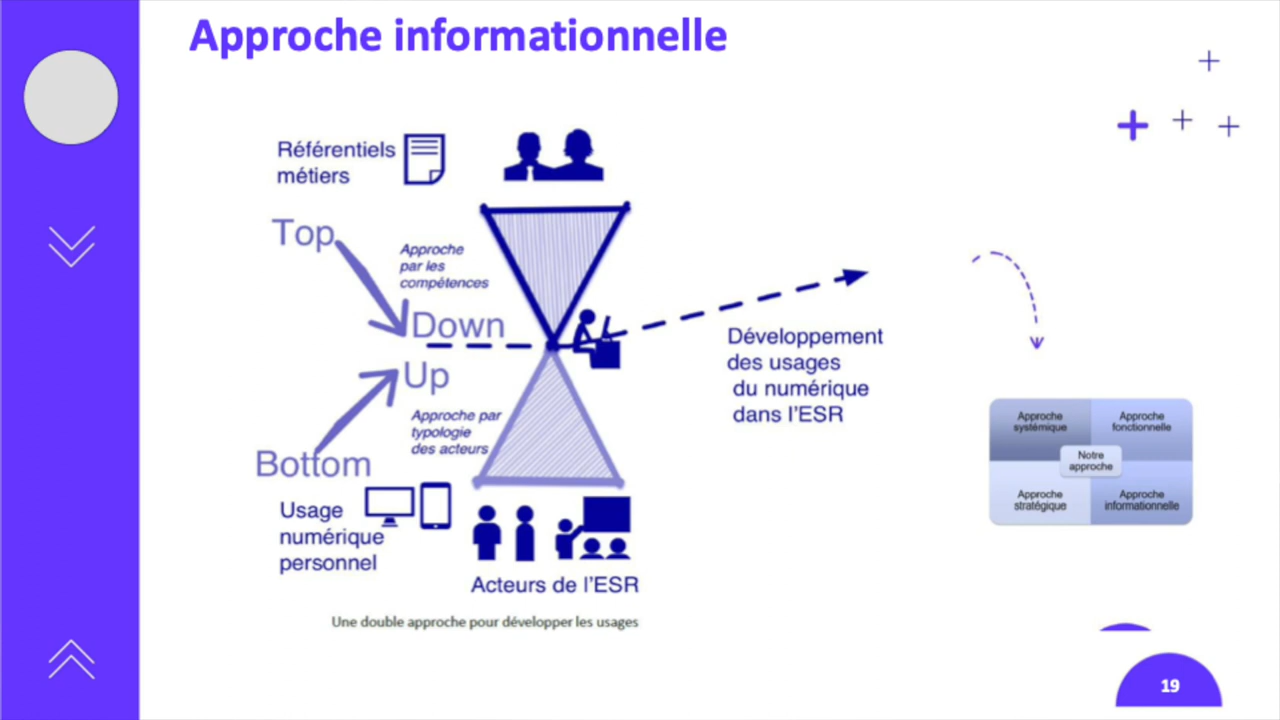 Approche informationnelle
Référentiels
métiers
Top
Approche
par les
compétences
Down
Up
Approche par
typologie
des acteurs
Bottom
Usage
numérique
personnel
Acteurs de l'ESR
Une double approche pour développer les usages
Développement
des usages
du numérique
dans l'ESR
Approche
systémique
Approche
fonctionnelle
Notre
approche
Approche
stratégique
Approche
informationnelle
19